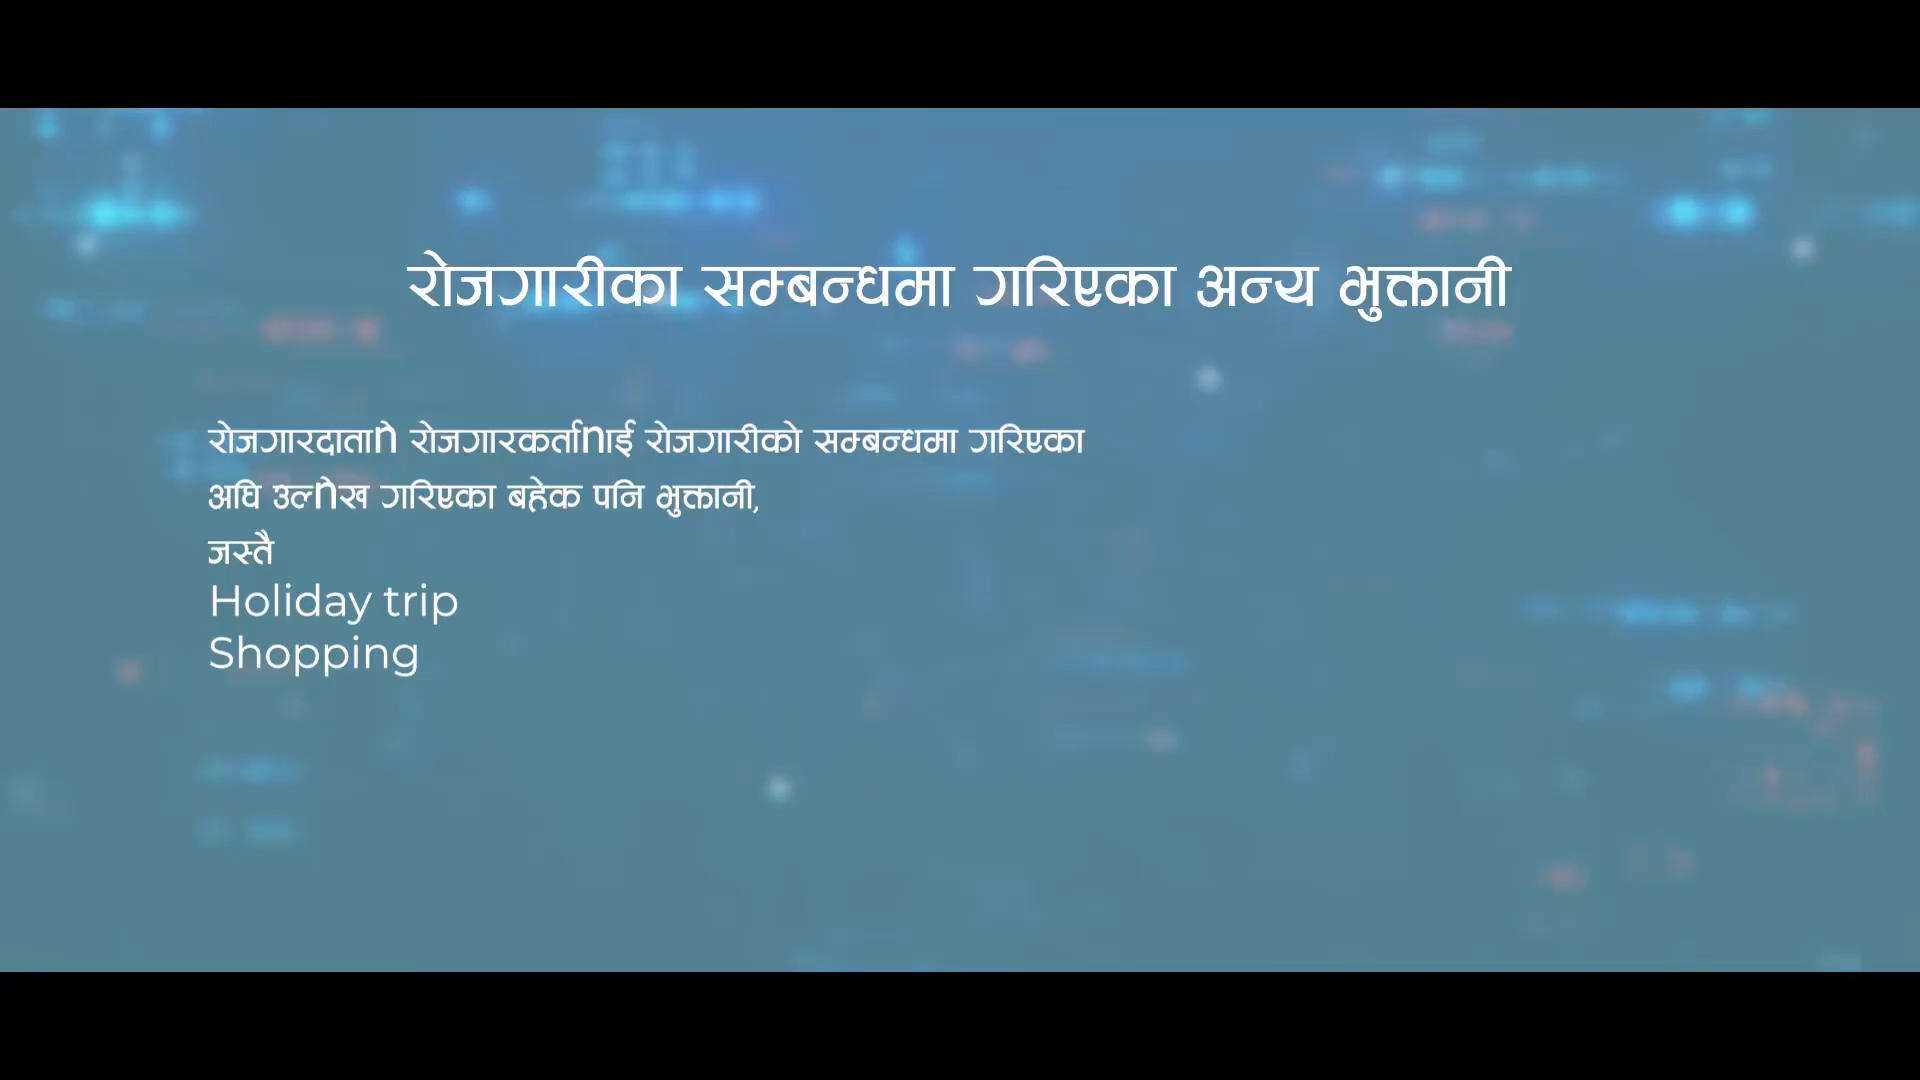 रोजगारीका सम्बन्धमा गरिएका अन्य भुक्तानी
रोजगारदाताnे रोजगारकर्ताnाई रोजगारीको सम्बन्धमा गरिएका
अघि उल्nेख गरिएका बहेक पनि भुक्तानी,
जस्तै
Holiday trip
Shopping